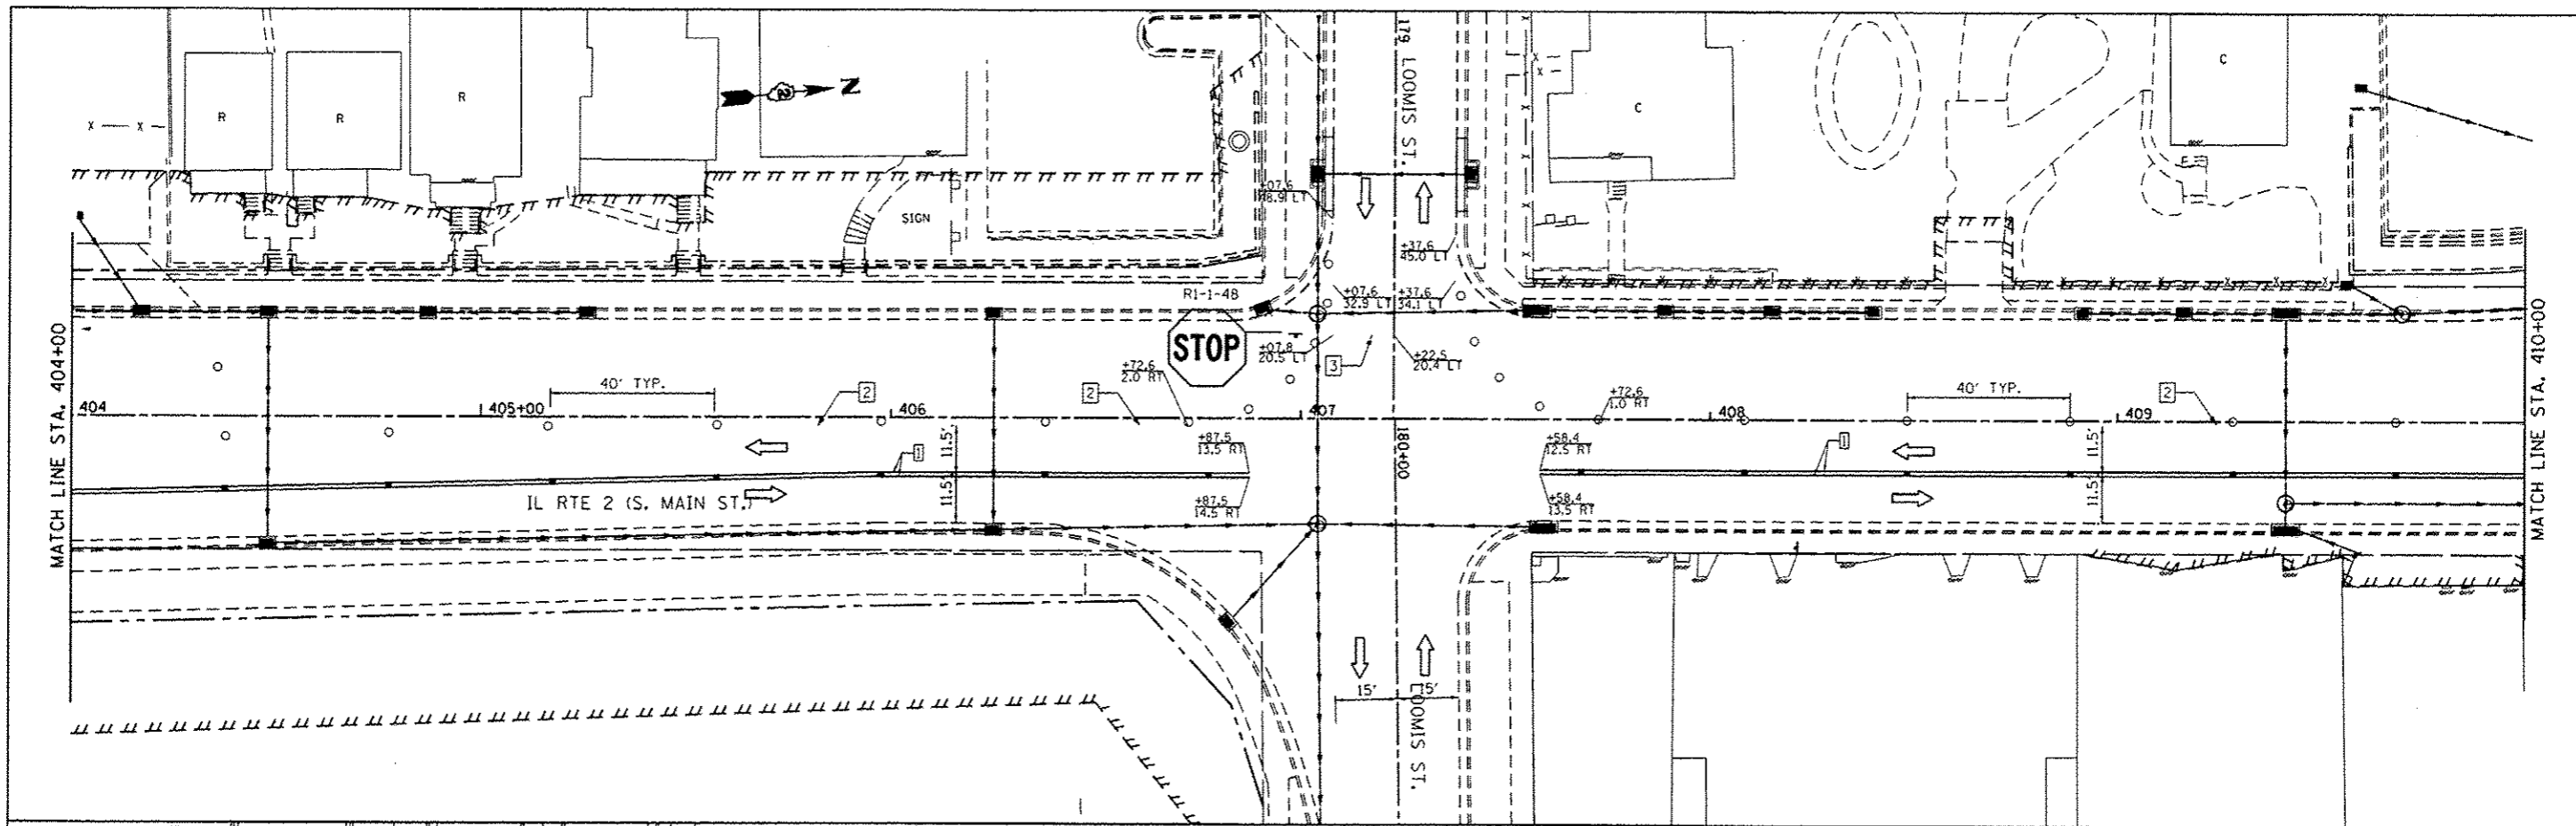 179 LOOMIS ST.
C
C
R
R
R
N
X X
SIGN
+07.6
48.9 LT
+37.6
45.0 LT
6
R1-1-48
+07.6
32.9 LT
+37.6
34.1 LT
STOP
+07.8
20.5 LT
3
+22.5
20.4 LT
MATCH LINE STA. 404+00
MATCH LINE STA. 410+00
+72.6
2.0 RT
40' TYP.
2
2
+72.6
1.0 RT
40' TYP.
2
404
405+00
406
407
408
409
180+00
+87.5
13.5 RT
1
11.5'
11.5'
+58.4
12.5 RT
1
11.5'
11.5'
IL RTE 2 (S. MAIN ST.)
+87.5
14.5 RT
+58.4
13.5 RT
15'
15'
LOOMIS ST.